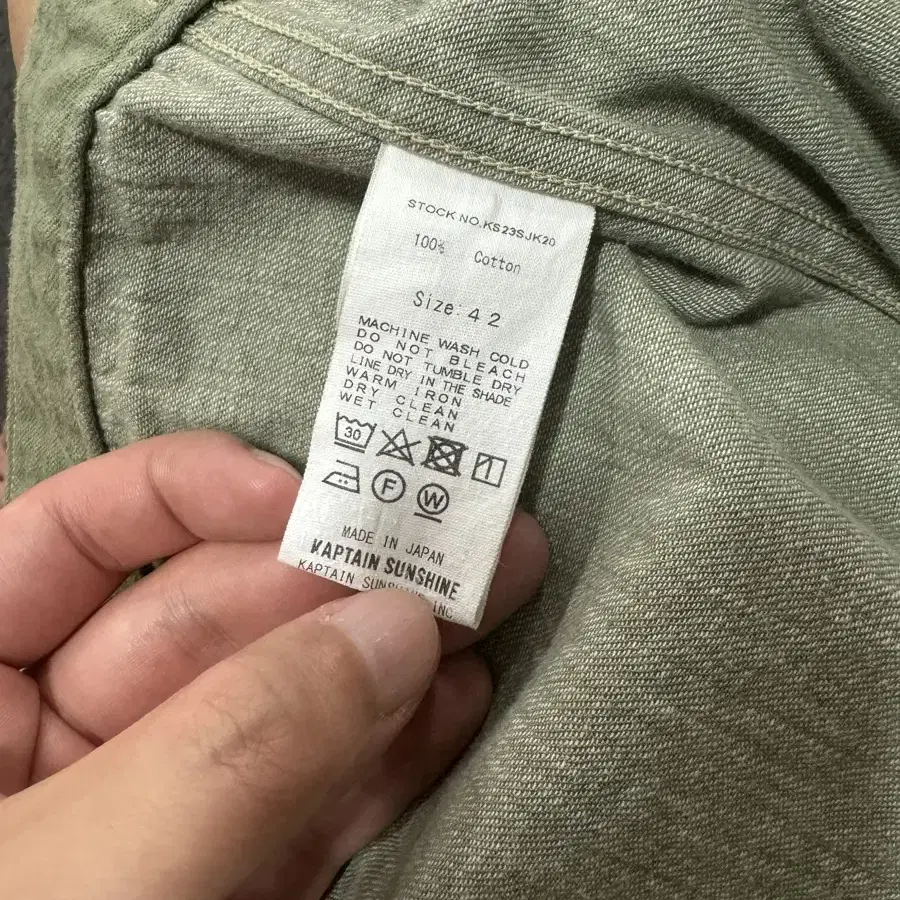 STOCK NO.KS23SJK20
100% Cotton
Size:42
MACHINE WASH COLD
DO NOT BLEACH
DO NOT TUMBLE DRY
LINE DRY IN THE SHADE
WARM IRON
DRY CLEAN
WET CLEAN
30
F W
MADE IN JAPAN
KAPTAIN SUNSHINE
KAPTAIN SUNSHINE INC